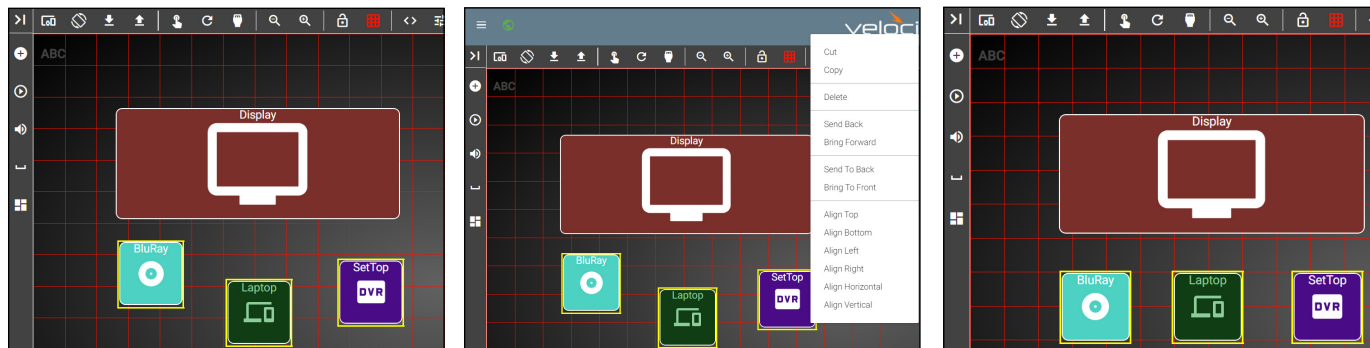 ABC
Display
BluRay
Laptop
SetTop
DVR
veloci
ABC
Display
BluRay
Laptop
SetTop
DVR
Cut
Copy
Delete
Send Back
Bring Forward
Send To Back
Bring To Front
Align Top
Align Bottom
Align Left
Align Right
Align Horizontal
Align Vertical
ABC
Display
BluRay
Laptop
SetTop
DVR